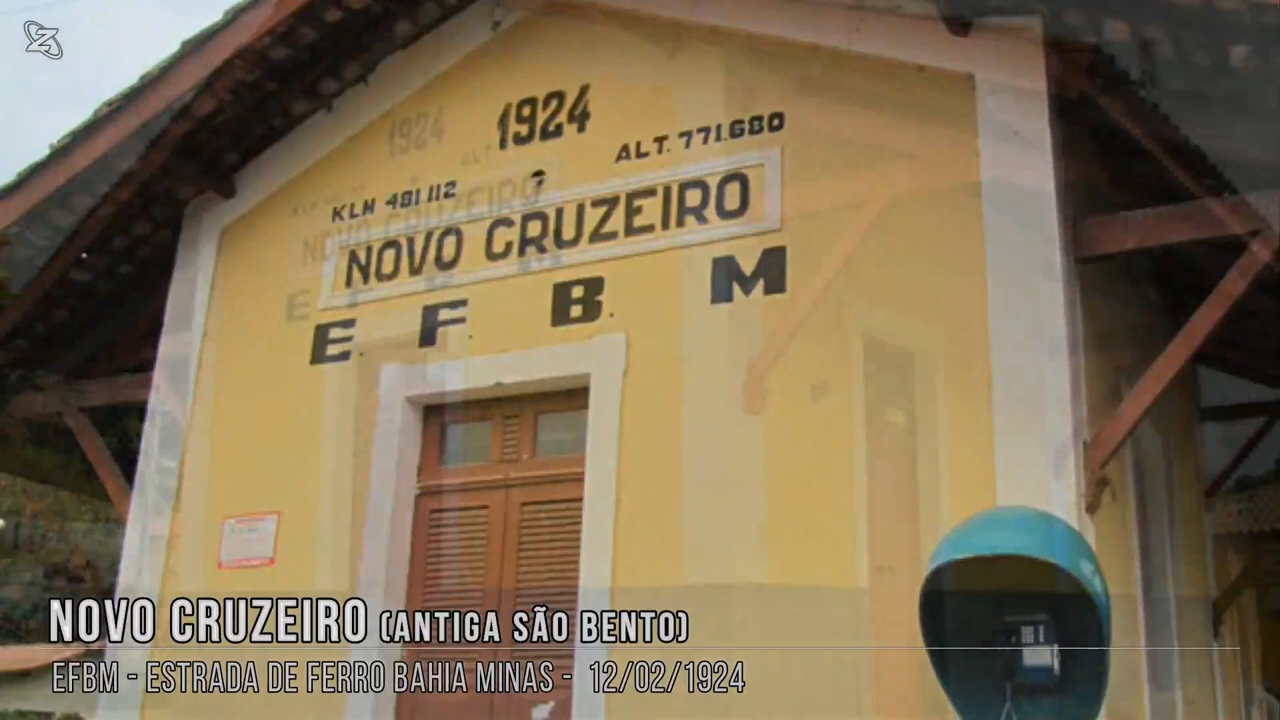 1924
KLM 481 112
ALT. 771.680
NOVO CRUZEIRO
E. F. B. M
NOVO CRUZEIRO (ANTIGA SÃO BENTO)
EFBM - ESTRADA DE FERRO BAHIA MINAS - 12/02/1924